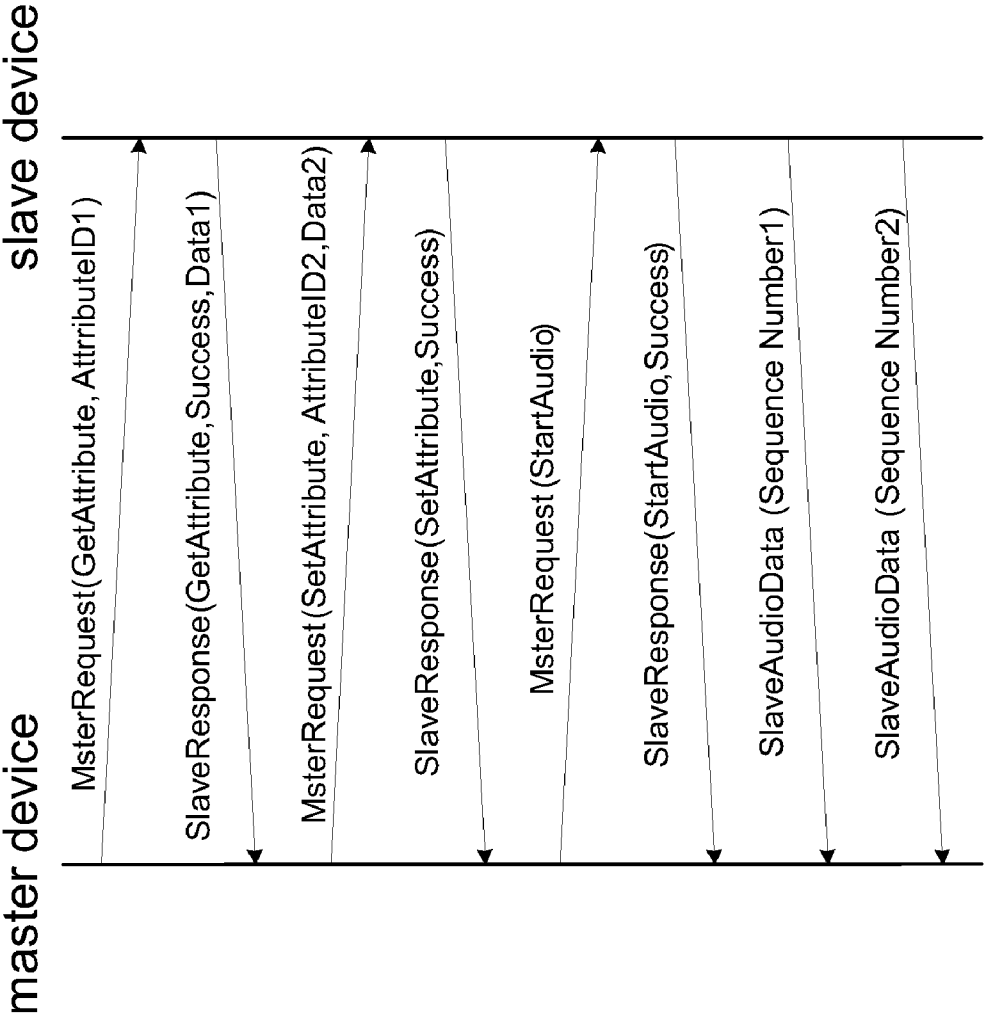 master device
slave device
MsterRequest(GetAttribute, AttrributeID1)
SlaveResponse(GetAttribute,Success,Data1)
MsterRequest(SetAttribute, AttributeID2,Data2)
SlaveResponse(SetAttribute,Success)
MsterRequest(StartAudio)
SlaveResponse(StartAudio,Success)
SlaveAudioData (Sequence Number1)
SlaveAudioData (Sequence Number2)